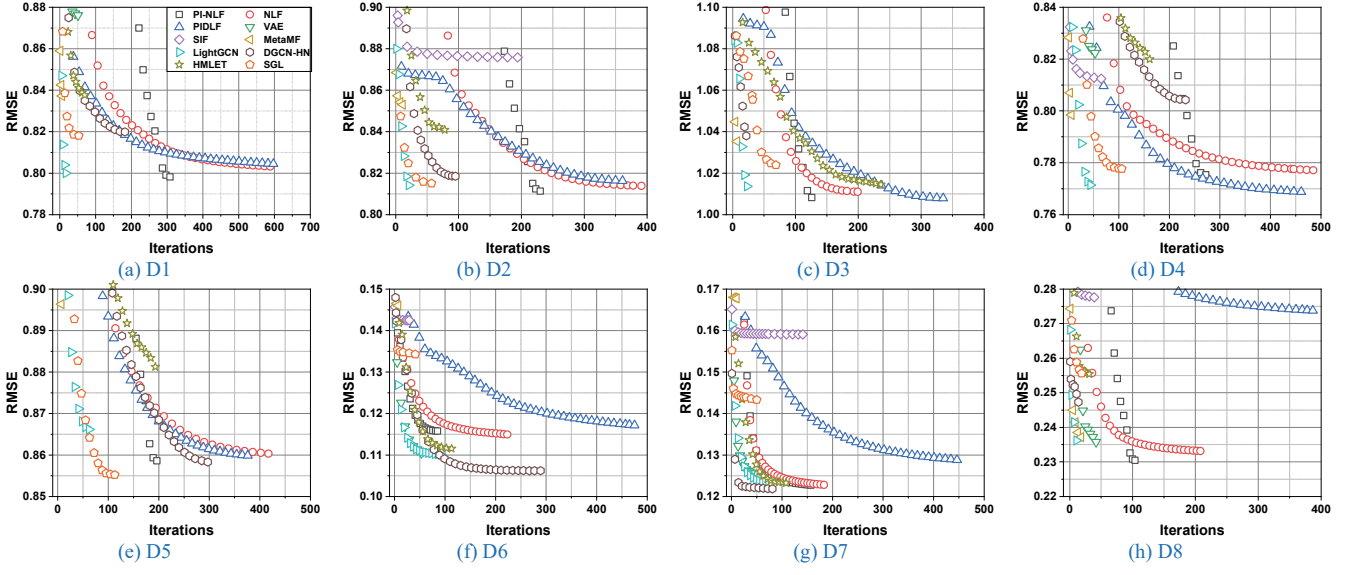 0.88
0.86
0.84
0.82
0.80
0.78
RMSE
0 100 200 300 400 500 600 700
Iterations
PI-NLF NLF
PIDLF VAE
SIF MetaMF
LightGCN DGCN-HN
HMLET SGL
(a) D1
0.90
0.88
0.86
0.84
0.82
0.80
RMSE
0 100 200 300 400
Iterations
(b) D2
1.10
1.08
1.06
1.04
1.02
1.00
RMSE
0 100 200 300 400
Iterations
(c) D3
0.84
0.82
0.80
0.78
0.76
RMSE
0 100 200 300 400 500
Iterations
(d) D4
0.90
0.89
0.88
0.87
0.86
0.85
RMSE
0 100 200 300 400 500
Iterations
(e) D5
0.15
0.14
0.13
0.12
0.11
0.10
RMSE
0 100 200 300 400 500
Iterations
(f) D6
0.17
0.16
0.15
0.14
0.13
0.12
RMSE
0 100 200 300 400 500
Iterations
(g) D7
0.28
0.27
0.26
0.25
0.24
0.23
0.22
RMSE
0 100 200 300 400
Iterations
(h) D8